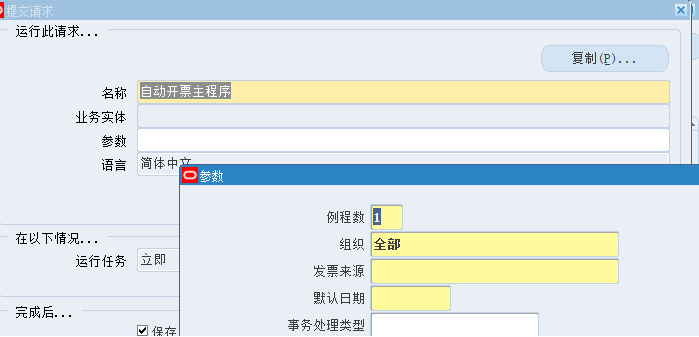 提交请求
运行此请求...
复制(P)...
名称 自动开票主程序
业务实体
参数
语言 简体中文
参数
例程数 1
组织 全部
发票来源
默认日期
事务处理类型
在以下情况...
运行任务 立即
完成后...
保存